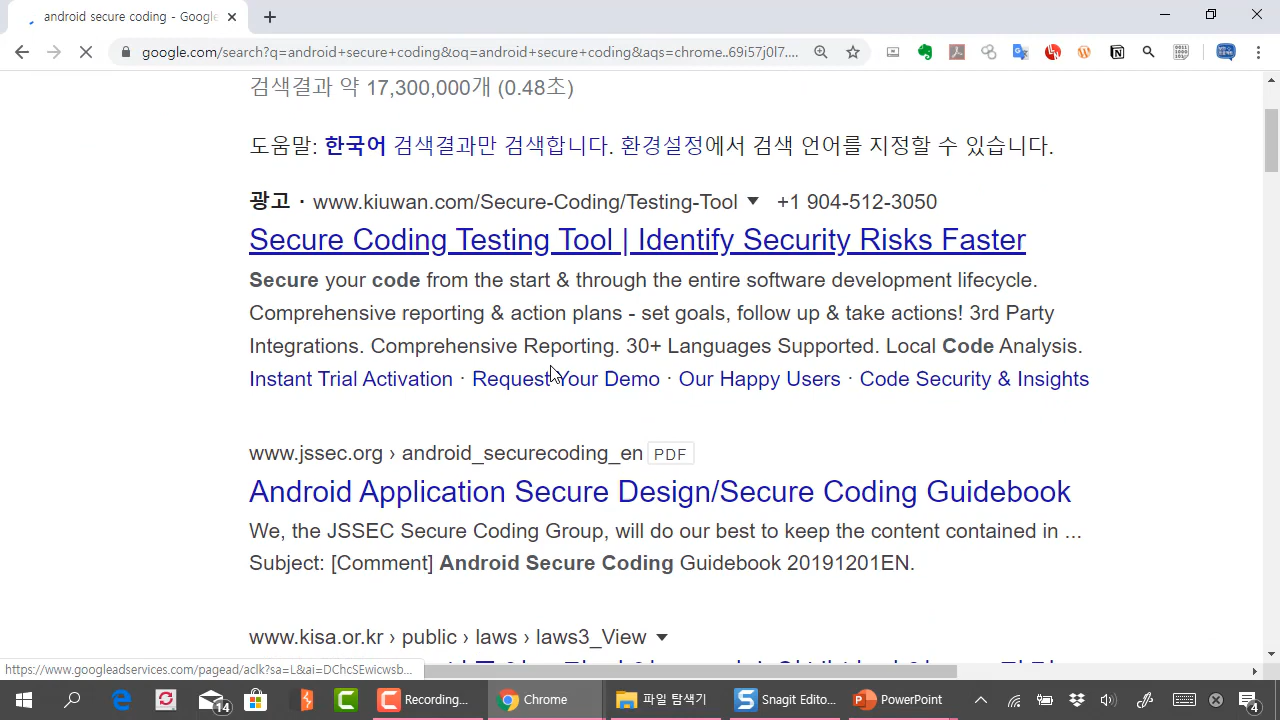 android secure coding - Google
google.com/search?q=android+secure+coding&oq=android+secure+coding&aqs=chrome..69i57j0l7....
검색결과 약 17,300,000개 (0.48초)
도움말: 한국어 검색결과만 검색합니다. 환경설정에서 검색 언어를 지정할 수 있습니다.
광고 · www.kiuwan.com/Secure-Coding/Testing-Tool +1 904-512-3050
Secure Coding Testing Tool | Identify Security Risks Faster
Secure your code from the start & through the entire software development lifecycle.
Comprehensive reporting & action plans - set goals, follow up & take actions! 3rd Party
Integrations. Comprehensive Reporting. 30+ Languages Supported. Local Code Analysis.
Instant Trial Activation · Request Your Demo · Our Happy Users · Code Security & Insights
www.jssec.org › android_securecoding_en PDF
Android Application Secure Design/Secure Coding Guidebook
We, the JSSEC Secure Coding Group, will do our best to keep the content contained in ...
Subject: [Comment] Android Secure Coding Guidebook 20191201EN.
www.kisa.or.kr › public › laws › laws3_View
https://www.googleadservices.com/pagead/aclk?sa=L&ai=DChcSEwicwsb...
14 Recording... Chrome 파일 탐색기 Snagit Edito... PowerPoint 4